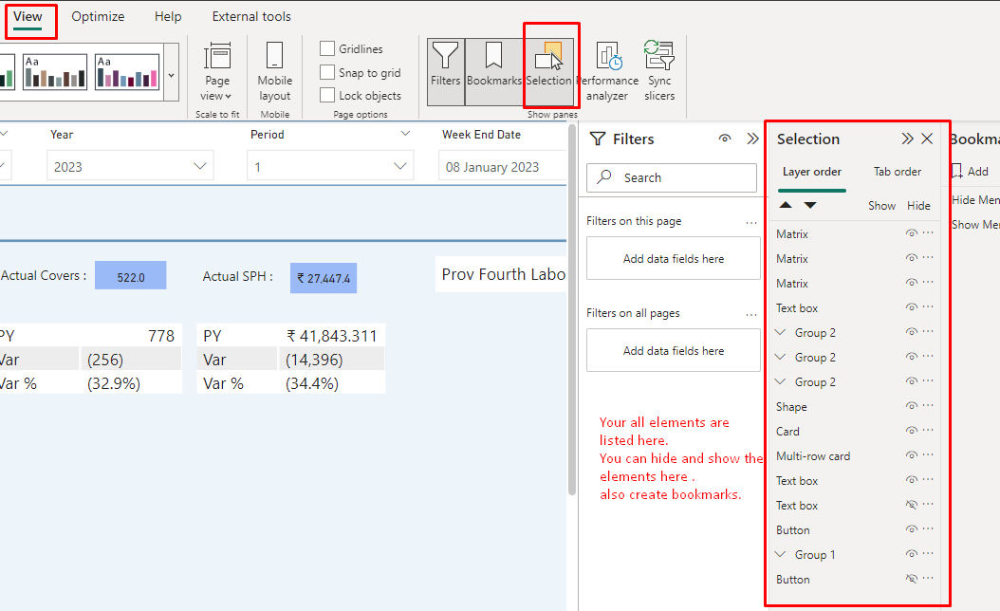 View Optimize Help External tools
Aa Aa
Page view
Scale to fit
Mobile layout
Mobile
Gridlines
Snap to grid
Lock objects
Page options
Filters
Bookmarks
Selection
Performance analyzer
Sync slicers
Show panes
Year
2023
Period
1
Week End Date
08 January 2023
Actual Covers : 522.0
Actual SPH : ₹ 27,447.4
Prov Fourth Labo
PY 778
Var (256)
Var % (32.9%)
PY ₹ 41,843.311
Var (14,396)
Var % (34.4%)
Filters
Search
Filters on this page ...
Add data fields here
Filters on all pages ...
Add data fields here
Your all elements are
listed here.
You can hide and show the
elements here .
also create bookmarks.
Selection
Layer order Tab order
Show Hide
Matrix ...
Matrix ...
Matrix ...
Text box ...
Group 2 ...
Group 2 ...
Group 2 ...
Shape ...
Card ...
Multi-row card ...
Text box ...
Text box ...
Button ...
Group 1 ...
Button ...
Bookma
Add
Hide Men
Show Mer